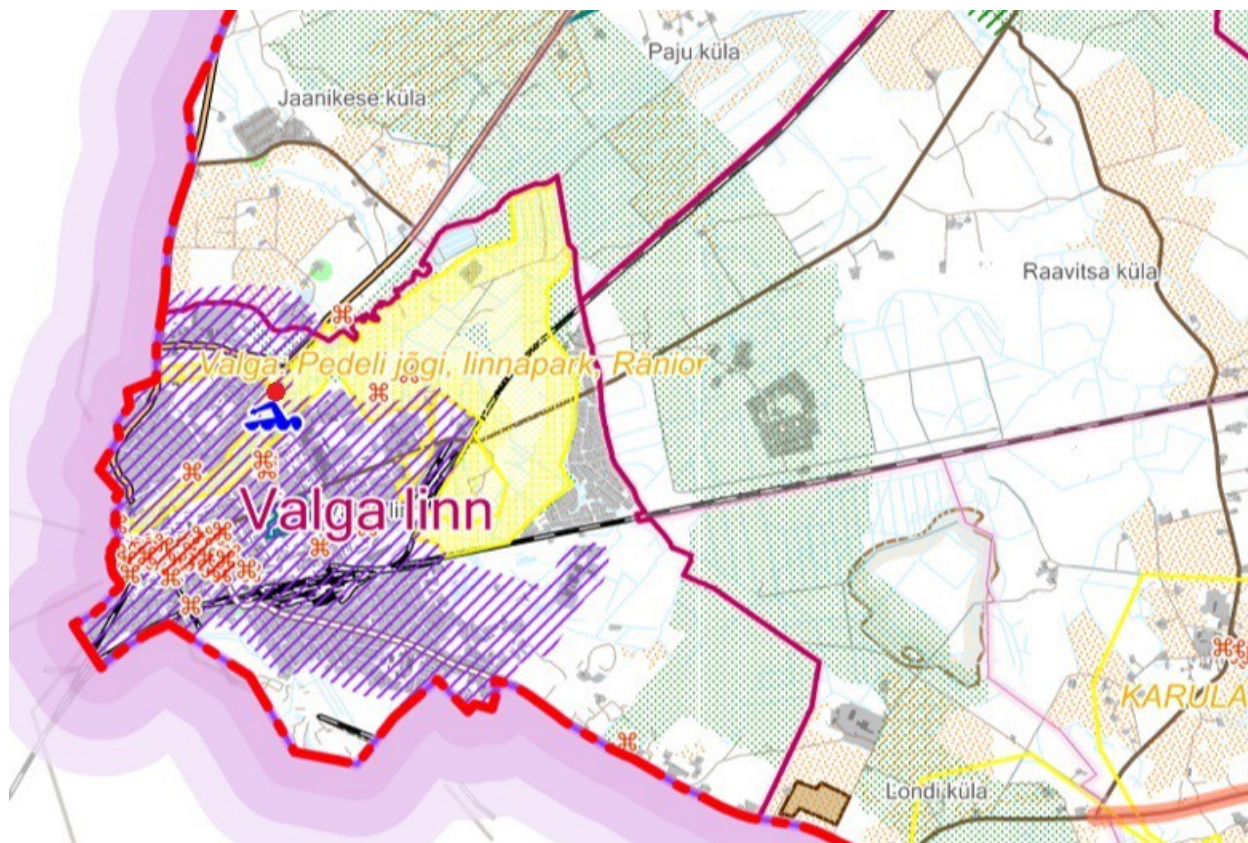 Paju küla
Jaanikese küla
Raavitsa küla
Valga: Pedeli jõgi, linnapark, Ränior
Valga linn
KARULA
Londi küla